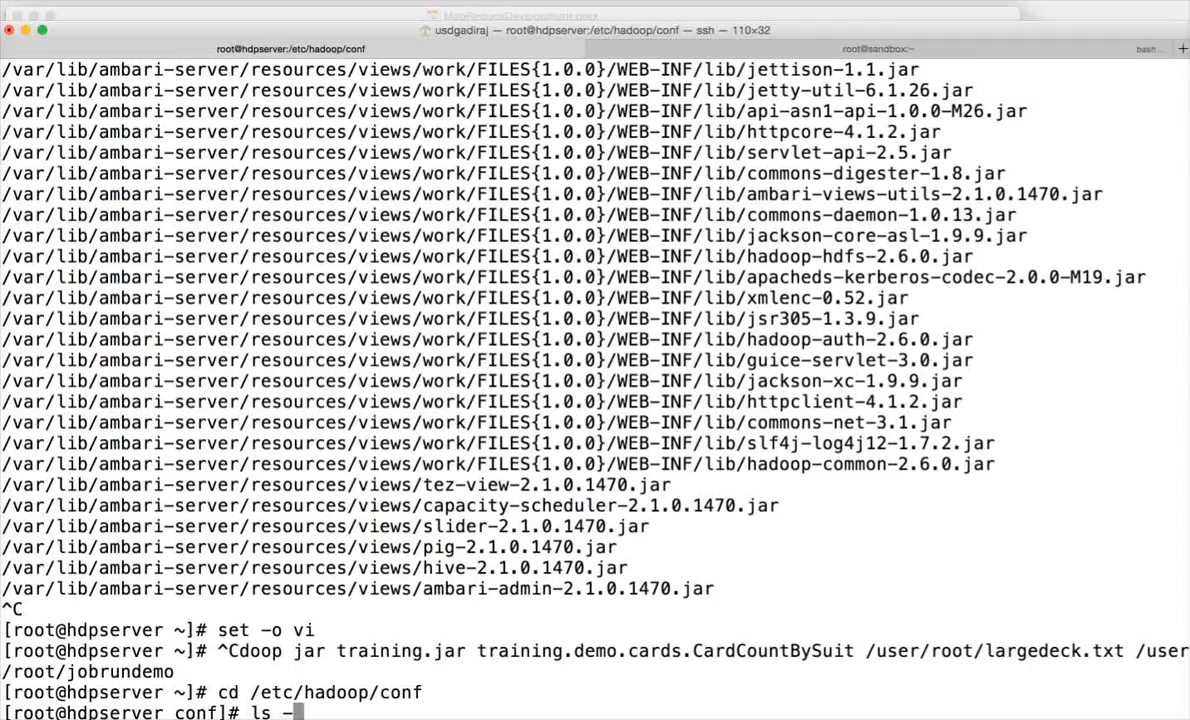 MapReduceDevelopment.pptx
usdgadiraj — root@hdpserver:/etc/hadoop/conf — ssh — 110×32
root@hdpserver:/etc/hadoop/conf root@sandbox:~ bash... +
/var/lib/ambari-server/resources/views/work/FILES{1.0.0}/WEB-INF/lib/jettison-1.1.jar
/var/lib/ambari-server/resources/views/work/FILES{1.0.0}/WEB-INF/lib/jetty-util-6.1.26.jar
/var/lib/ambari-server/resources/views/work/FILES{1.0.0}/WEB-INF/lib/api-asn1-api-1.0.0-M26.jar
/var/lib/ambari-server/resources/views/work/FILES{1.0.0}/WEB-INF/lib/httpcore-4.1.2.jar
/var/lib/ambari-server/resources/views/work/FILES{1.0.0}/WEB-INF/lib/servlet-api-2.5.jar
/var/lib/ambari-server/resources/views/work/FILES{1.0.0}/WEB-INF/lib/commons-digester-1.8.jar
/var/lib/ambari-server/resources/views/work/FILES{1.0.0}/WEB-INF/lib/ambari-views-utils-2.1.0.1470.jar
/var/lib/ambari-server/resources/views/work/FILES{1.0.0}/WEB-INF/lib/commons-daemon-1.0.13.jar
/var/lib/ambari-server/resources/views/work/FILES{1.0.0}/WEB-INF/lib/jackson-core-asl-1.9.9.jar
/var/lib/ambari-server/resources/views/work/FILES{1.0.0}/WEB-INF/lib/hadoop-hdfs-2.6.0.jar
/var/lib/ambari-server/resources/views/work/FILES{1.0.0}/WEB-INF/lib/apacheds-kerberos-codec-2.0.0-M19.jar
/var/lib/ambari-server/resources/views/work/FILES{1.0.0}/WEB-INF/lib/xmlenc-0.52.jar
/var/lib/ambari-server/resources/views/work/FILES{1.0.0}/WEB-INF/lib/jsr305-1.3.9.jar
/var/lib/ambari-server/resources/views/work/FILES{1.0.0}/WEB-INF/lib/hadoop-auth-2.6.0.jar
/var/lib/ambari-server/resources/views/work/FILES{1.0.0}/WEB-INF/lib/guice-servlet-3.0.jar
/var/lib/ambari-server/resources/views/work/FILES{1.0.0}/WEB-INF/lib/jackson-xc-1.9.9.jar
/var/lib/ambari-server/resources/views/work/FILES{1.0.0}/WEB-INF/lib/httpclient-4.1.2.jar
/var/lib/ambari-server/resources/views/work/FILES{1.0.0}/WEB-INF/lib/commons-net-3.1.jar
/var/lib/ambari-server/resources/views/work/FILES{1.0.0}/WEB-INF/lib/slf4j-log4j12-1.7.2.jar
/var/lib/ambari-server/resources/views/work/FILES{1.0.0}/WEB-INF/lib/hadoop-common-2.6.0.jar
/var/lib/ambari-server/resources/views/tez-view-2.1.0.1470.jar
/var/lib/ambari-server/resources/views/capacity-scheduler-2.1.0.1470.jar
/var/lib/ambari-server/resources/views/slider-2.1.0.1470.jar
/var/lib/ambari-server/resources/views/pig-2.1.0.1470.jar
/var/lib/ambari-server/resources/views/hive-2.1.0.1470.jar
/var/lib/ambari-server/resources/views/ambari-admin-2.1.0.1470.jar
^C
[root@hdpserver ~]# set -o vi
[root@hdpserver ~]# ^Cdoop jar training.jar training.demo.cards.CardCountBySuit /user/root/largedeck.txt /user
/root/jobrundemo
[root@hdpserver ~]# cd /etc/hadoop/conf
[root@hdpserver conf]# ls -